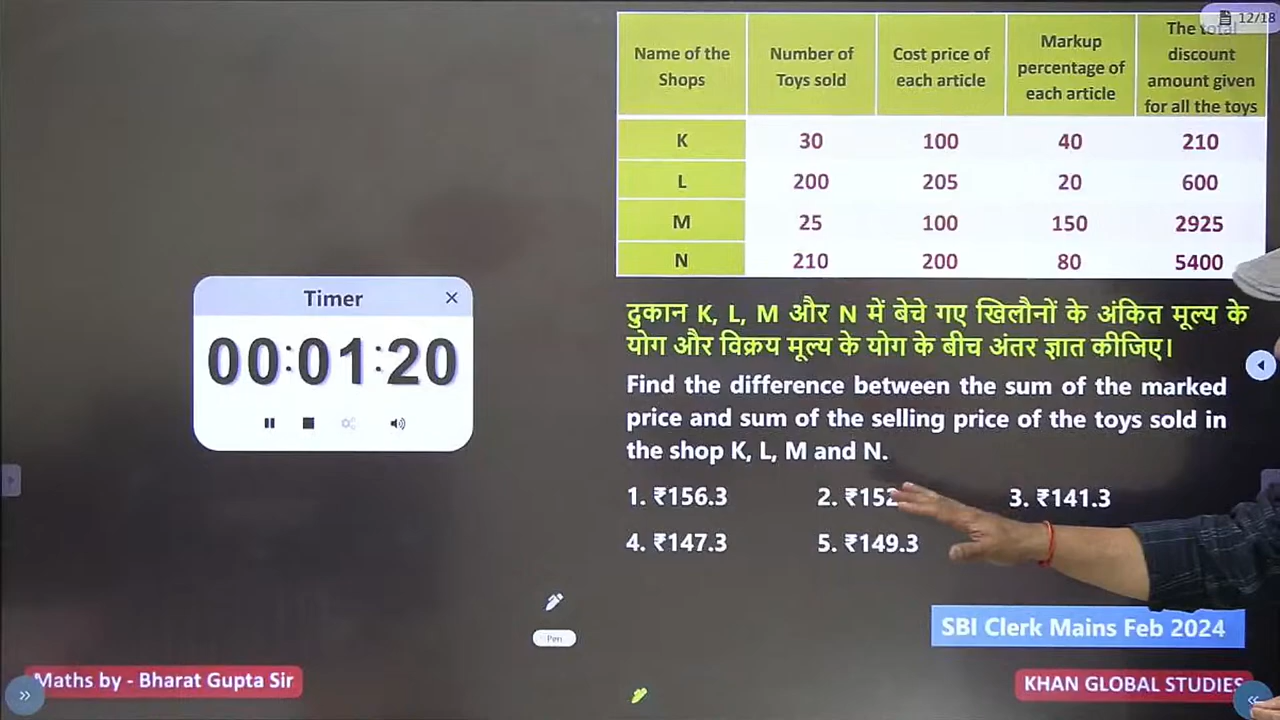 12/18
Name of the Shops
Number of Toys sold
Cost price of each article
Markup percentage of each article
The total discount amount given for all the toys
K 30 100 40 210
L 200 205 20 600
M 25 100 150 2925
N 210 200 80 5400
Timer
00:01:20
दुकान K, L, M और N में बेचे गए खिलौनों के अंकित मूल्य के
योग और विक्रय मूल्य के योग के बीच अंतर ज्ञात कीजिए।
Find the difference between the sum of the marked
price and sum of the selling price of the toys sold in
the shop K, L, M and N.
1. ₹156.3 2. ₹152 3. ₹141.3
4. ₹147.3 5. ₹149.3
Pen
SBI Clerk Mains Feb 2024
Maths by - Bharat Gupta Sir
KHAN GLOBAL STUDIES